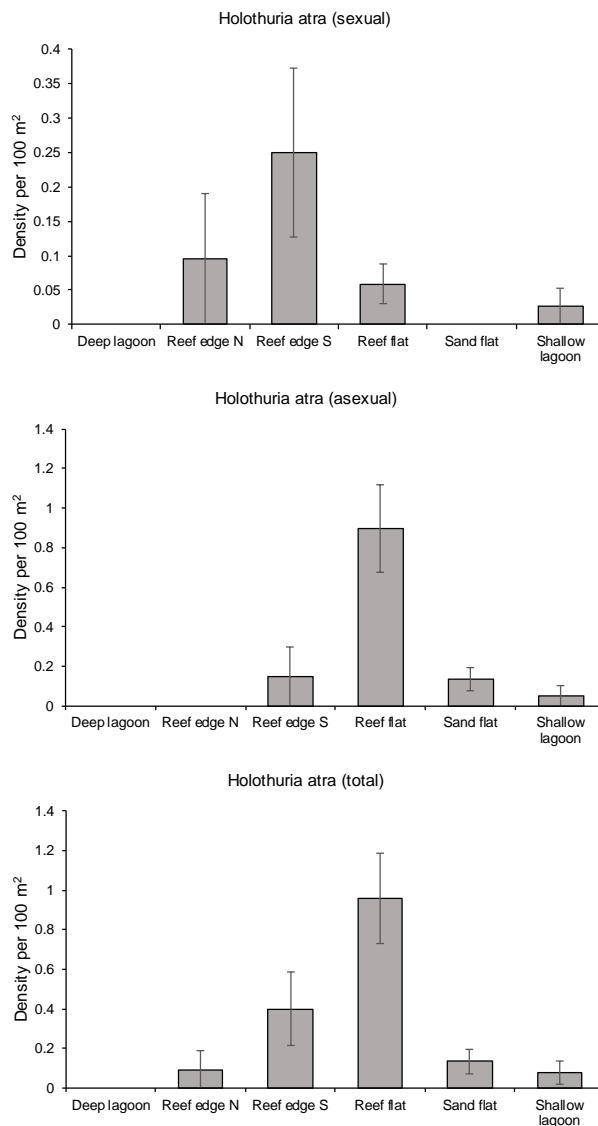 Holothuria atra (sexual)
Density per 100 m²
0.4
0.35
0.3
0.25
0.2
0.15
0.1
0.05
0
Deep lagoon Reef edge N Reef edge S Reef flat Sand flat Shallow
lagoon
Holothuria atra (asexual)
Density per 100 m²
1.4
1.2
1
0.8
0.6
0.4
0.2
0
Deep lagoon Reef edge N Reef edge S Reef flat Sand flat Shallow
lagoon
Holothuria atra (total)
Density per 100 m²
1.4
1.2
1
0.8
0.6
0.4
0.2
0
Deep lagoon Reef edge N Reef edge S Reef flat Sand flat Shallow
lagoon